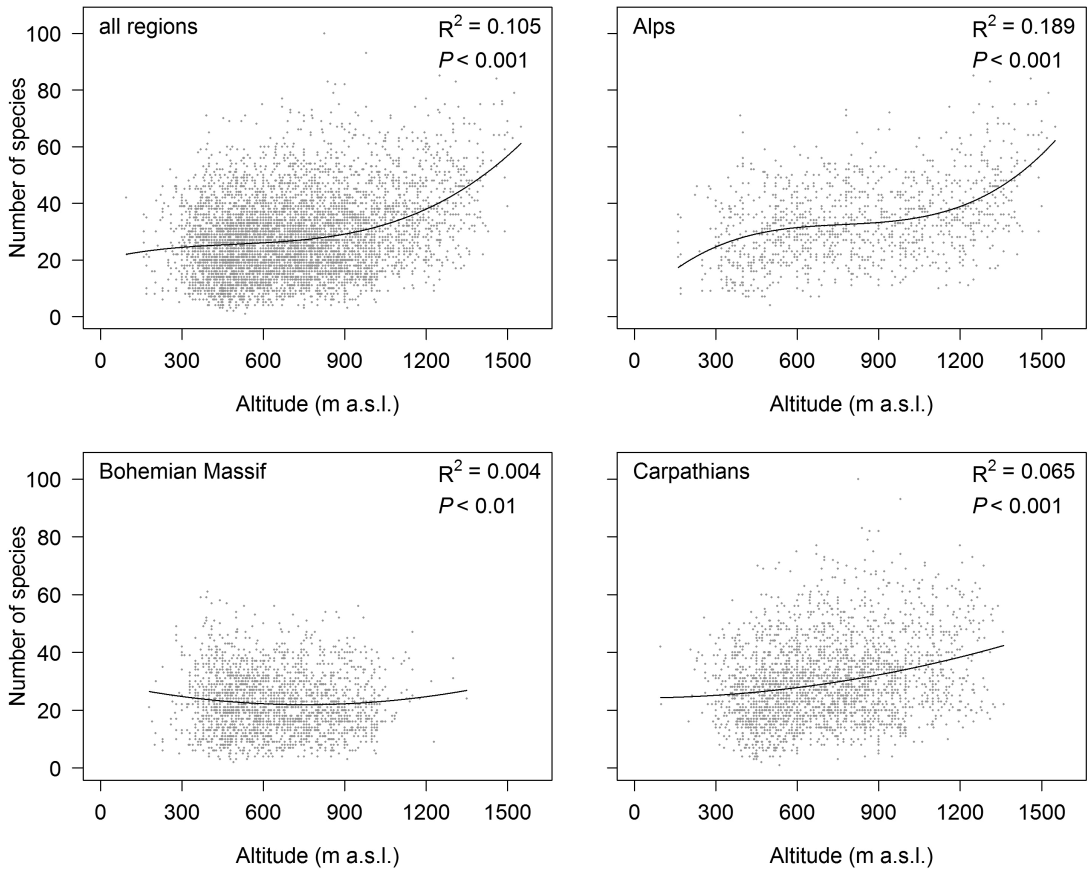 all regions
R² = 0.105
P < 0.001
Number of species
100
80
60
40
20
0
0 300 600 900 1200 1500
Altitude (m a.s.l.)
Alps
R² = 0.189
P < 0.001
0 300 600 900 1200 1500
Altitude (m a.s.l.)
Bohemian Massif
R² = 0.004
P < 0.01
Number of species
100
80
60
40
20
0
0 300 600 900 1200 1500
Altitude (m a.s.l.)
Carpathians
R² = 0.065
P < 0.001
0 300 600 900 1200 1500
Altitude (m a.s.l.)